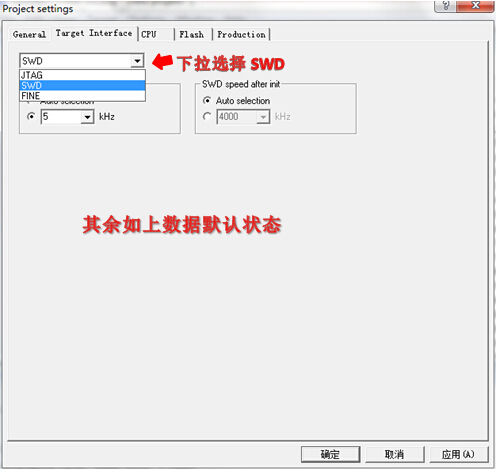 Project settings
General Target Interface CPU Flash Production
SWD
下拉选择 SWD
JTAG
SWD
FINE
SWD speed after init
Auto selection
Auto selection
5 kHz
4000 kHz
其余如上数据默认状态
确定 取消 应用(A)